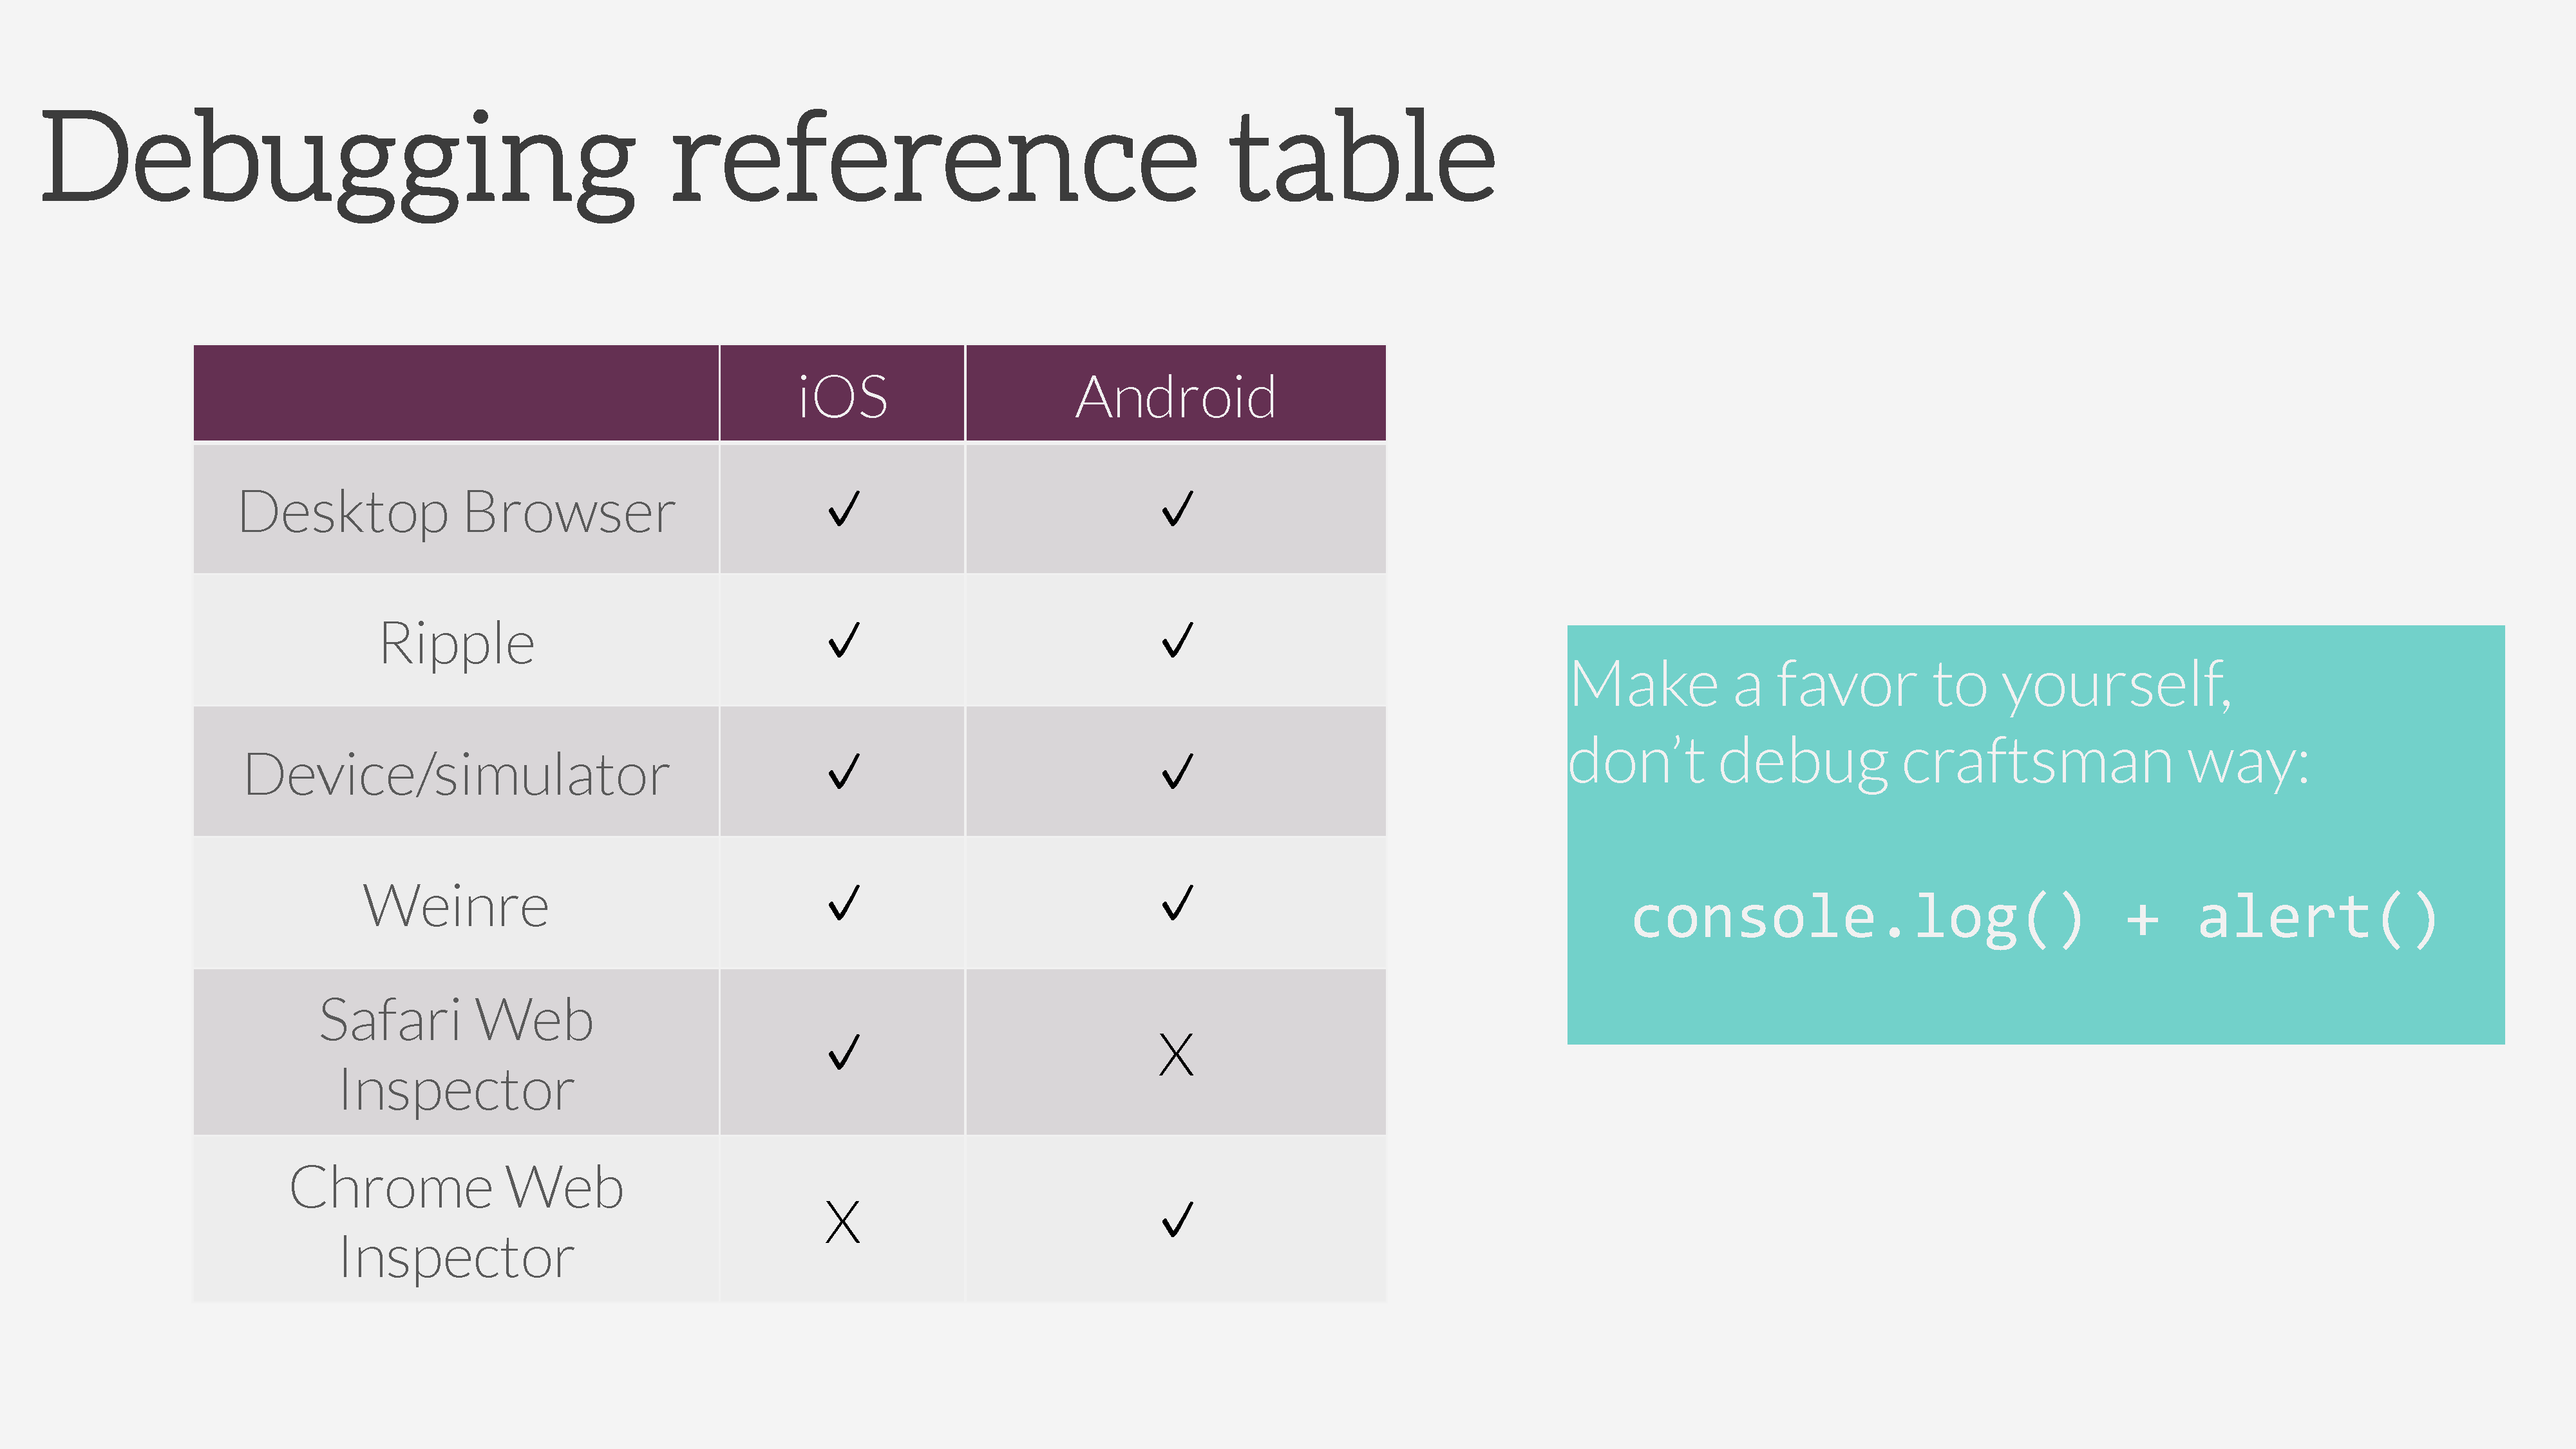 Debugging reference table
iOS Android
Desktop Browser ✓ ✓
Ripple ✓ ✓
Device/simulator ✓ ✓
Weinre ✓ ✓
Safari Web
Inspector ✓ X
Chrome Web
Inspector X ✓
Make a favor to yourself,
don’t debug craftsman way:
console.log() + alert()